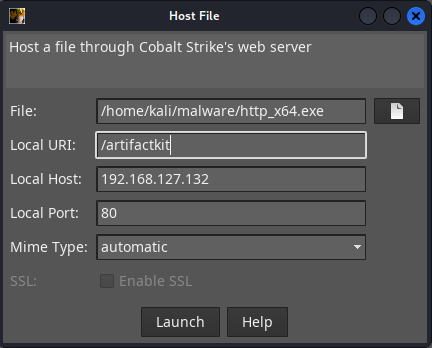 Host File
Host a file through Cobalt Strike's web server
File: /home/kali/malware/http_x64.exe
Local URI: /artifactkit
Local Host: 192.168.127.132
Local Port: 80
Mime Type: automatic
SSL: Enable SSL
Launch Help